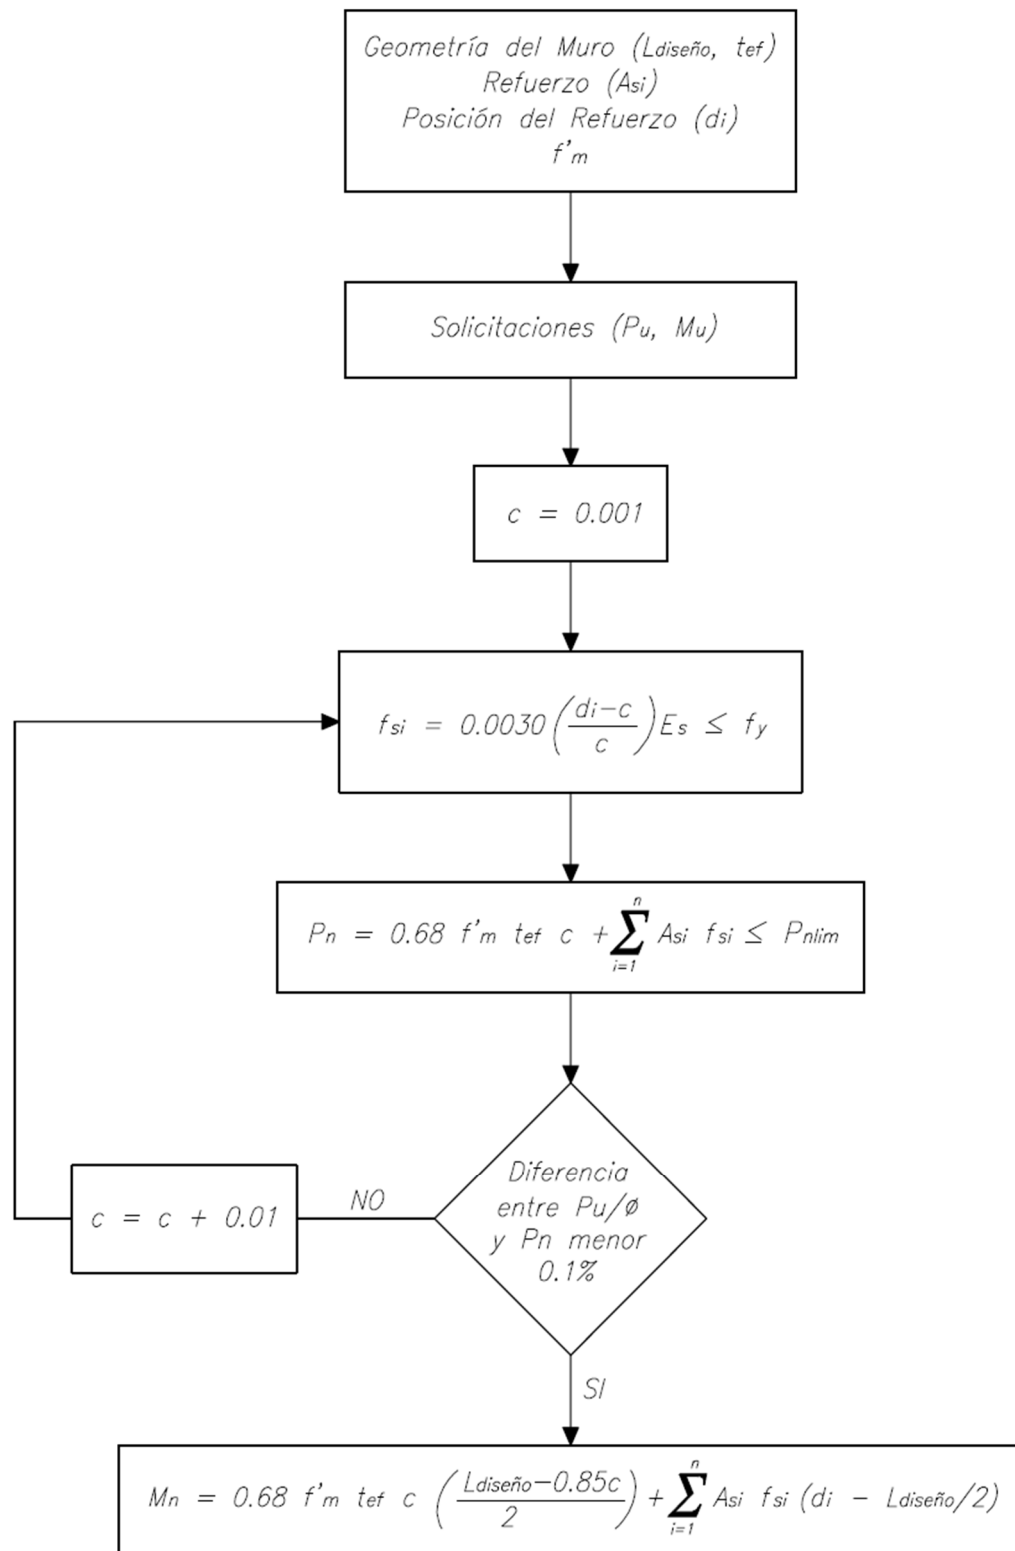 Geometría del Muro (Ldiseño, tef)
Refuerzo (Asi)
Posición del Refuerzo (di)
f'm
Solicitaciones (Pu, Mu)
c = 0.001
fsi = 0.0030((di-c)/c)Es ≤ fy
Pn = 0.68 f'm tef c + ∑ i=1 n Asi fsi ≤ Pnlim
Diferencia
entre Pu/ø
y Pn menor
0.1%
NO
c = c + 0.01
SI
Mn = 0.68 f'm tef c ((Ldiseño-0.85c)/2) + ∑ i=1 n Asi fsi (di - Ldiseño/2)